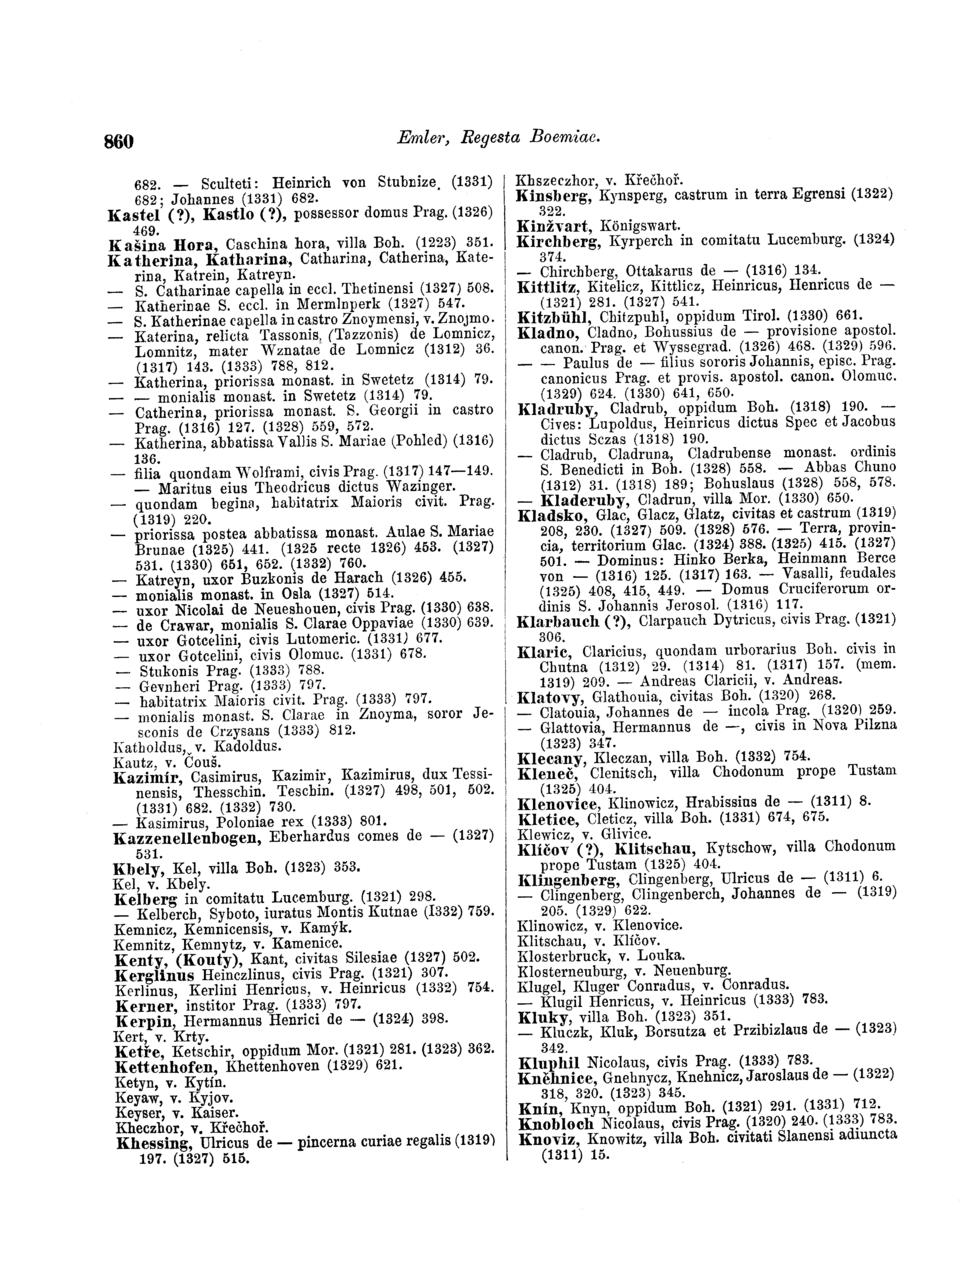 860
Emler, Regesta Boemiae.
682. — Sculteti: Heinrich von Stubnize. (1331)
682; Johannes (1331) 682.
Kastel (?), Kastlo (?), possessor domus Prag. (1326)
469.
Kašina Hora, Caschina hora, villa Boh. (1223) 351.
Katherina, Katharina, Catharina, Catherina, Kate-
rina, Katrein, Katreyn.
— S. Catharinae capella in eccl. Thetinensi (1327) 508.
— Katherinae S. eccl. in Mermlnperk (1327) 547.
— S. Katherinae capella in castro Znoymensi, v. Znojmo.
— Katerina, relicta Tassonis, (Tazzonis) de Lomnicz,
Lomnitz, mater Wznatae de Lomnicz (1312) 36.
(1317) 143. (1333) 788, 812.
— Katherina, priorissa monast. in Swetetz (1314) 79.
— — monialis monast. in Swetetz (1314) 79.
— Catherina, priorissa monast. S. Georgii in castro
Prag. (1316) 127. (1328) 559, 572.
— Katherina, abbatissa Vallis S. Mariae (Pohled) (1316)
136.
— filia quondam Wolframi, civis Prag. (1317) 147—149.
— Maritus eius Theodricus dictus Wazinger.
— quondam begina, habitatrix Maioris civit. Prag.
(1319) 220.
— priorissa postea abbatissa monast. Aulae S. Mariae
Brunae (1325) 441. (1325 recte 1326) 453. (1327)
531. (1330) 651, 652. (1332) 760.
— Katreyn, uxor Buzkonis de Harach (1326) 455.
— monialis monast. in Osla (1327) 514.
— uxor Nicolai de Neueshouen, civis Prag. (1330) 638.
— de Crawar, monialis S. Clarae Oppaviae (1330) 639.
— uxor Gotcelini, civis Lutomeric. (1331) 677.
— uxor Gotcelini, civis Olomuc. (1331) 678.
— Stukonis Prag. (1333) 788.
— Gevnheri Prag. (1333) 797.
— habitatrix Maioris civit. Prag. (1333) 797.
— monialis monast. S. Clarae in Znoyma, soror Je-
sconis de Crzysans (1333) 812.
Katholdus, v. Kadoldus.
Kautz, v. Čouš.
Kazimír, Casimirus, Kazimir, Kazimirus, dux Tessi-
nensis, Thesschin. Teschin. (1327) 498, 501, 502.
(1331) 682. (1332) 730.
— Kasimirus, Poloniae rex (1333) 801.
Kazzenellenbogen, Eberhardus comes de — (1327)
531.
Kbely, Kel, villa Boh. (1323) 353.
Kel, v. Kbely.
Kelberg in comitatu Lucemburg. (1321) 298.
— Kelberch, Syboto, iuratus Montis Kutnae (1332) 759.
Kemnicz, Kemnicensis, v. Kamýk.
Kemnitz, Kemnytz, v. Kamenice.
Kenty, (Kouty), Kant, civitas Silesiae (1327) 502.
Kerglinus Heinczlinus, civis Prag. (1321) 307.
Kerlinus, Kerlini Henricus, v. Heinricus (1332) 754.
Kerner, institor Prag. (1333) 797.
Kerpin, Hermannus Henrici de — (1324) 398.
Kert, v. Krty.
Ketře, Ketschir, oppidum Mor. (1321) 281. (1323) 362.
Kettenhofen, Khettenhoven (1329) 621.
Ketyn, v. Kytín.
Keyaw, v. Kyjov.
Keyser, v. Kaiser.
Kheczhor, v. Křečhoř.
Khessing, Ulricus de — pincerna curiae regalis (1319)
197. (1327) 515.
Khszeczhor, v. Křečhoř.
Kinsberg, Kynsperg, castrum in terra Egrensi (1322)
322.
Kinžvart, Königswart.
Kirchberg, Kyrperch in comitatu Lucemburg. (1324)
374.
— Chirchberg, Ottakarus de — (1316) 134.
Kittlitz, Kitelicz, Kittlicz, Heinricus, Henricus de —
(1321) 281. (1327) 541.
Kitzbühl, Chitzpuhl, oppidum Tirol. (1330) 661.
Kladno, Cladno, Bohussius de — provisione apostol.
canon. Prag. et Wyssegrad. (1326) 468. (1329) 596.
— — Paulus de — filius sororis Johannis, episc. Prag.
canonicus Prag. et provis. apostol. canon. Olomuc.
(1329) 624. (1330) 641, 650.
Kladruby, Cladrub, oppidum Boh. (1318) 190. —
Cives: Lupoldus, Heinricus dictus Spec et Jacobus
dictus Sczas (1318) 190.
— Cladrub, Cladruna, Cladrubense monast. ordinis
S. Benedicti in Boh. (1328) 558. — Abbas Chuno
(1312) 31. (1318) 189; Bohuslaus (1328) 558, 578.
— Kladeruby, Cladrun, villa Mor. (1330) 650.
Kladsko, Glac, Glacz, Glatz, civitas et castrum (1319)
208, 230. (1327) 509. (1328) 576. — Terra, provin-
cia, territorium Glac. (1324) 388. (1325) 415. (1327)
501. — Dominus: Hinko Berka, Heinmann Berce
von — (1316) 125. (1317) 163. — Vasalli, feudales
(1325) 408, 415, 449. — Domus Cruciferorum or-
dinis S. Johannis Jerosol. (1316) 117.
Klarbauch (?), Clarpauch Dytricus, civis Prag. (1321)
306.
Klaric, Claricius, quondam urborarius Boh. civis in
Chutna (1312) 29. (1314) 81. (1317) 157. (mem.
1319) 209. — Andreas Claricii, v. Andreas.
Klatovy, Glathouia, civitas Boh. (1320) 268.
— Clatouia, Johannes de — incola Prag. (1320) 259.
— Glattovia, Hermannus de —, civis in Nova Pilzna
(1323) 347.
Klecany, Kleczan, villa Boh. (1332) 754.
Kleneč, Clenitsch, villa Chodonum prope Tustam
(1325) 404.
Klenovice, Klinowicz, Hrabissius de — (1311) 8.
Kletice, Cleticz, villa Boh. (1331) 674, 675.
Klewicz, v. Glivice.
Klíčov (?), Klitschau, Kytschow, villa Chodonum
prope Tustam (1325) 404.
Klingenberg, Clingenberg, Ulricus de — (1311) 6.
— Clingenberg, Clingenberch, Johannes de — (1319)
205. (1329) 622.
Klinowicz, v. Klenovice.
Klitschau, v. Klíčov.
Klosterbruck, v. Louka.
Klosterneuburg, v. Neuenburg.
Klugel, Kluger Conradus, v. Conradus.
— Klugil Henricus, v. Heinricus (1333) 783.
Kluky, villa Boh. (1323) 351.
— Kluczk, Kluk, Borsutza et Przibizlaus de — (1323)
342.
Kluphil Nicolaus, civis Prag. (1333) 783.
Kněhnice, Gnehnycz, Knehnicz, Jaroslaus de — (1322)
318, 320. (1323) 345.
Knín, Knyn, oppidum Boh. (1321) 291. (1331) 712.
Knobloch Nicolaus, civis Prag. (1320) 240. (1333) 783.
Knoviz, Knowitz, villa Boh. civitati Slanensi adiuncta
(1311) 15.